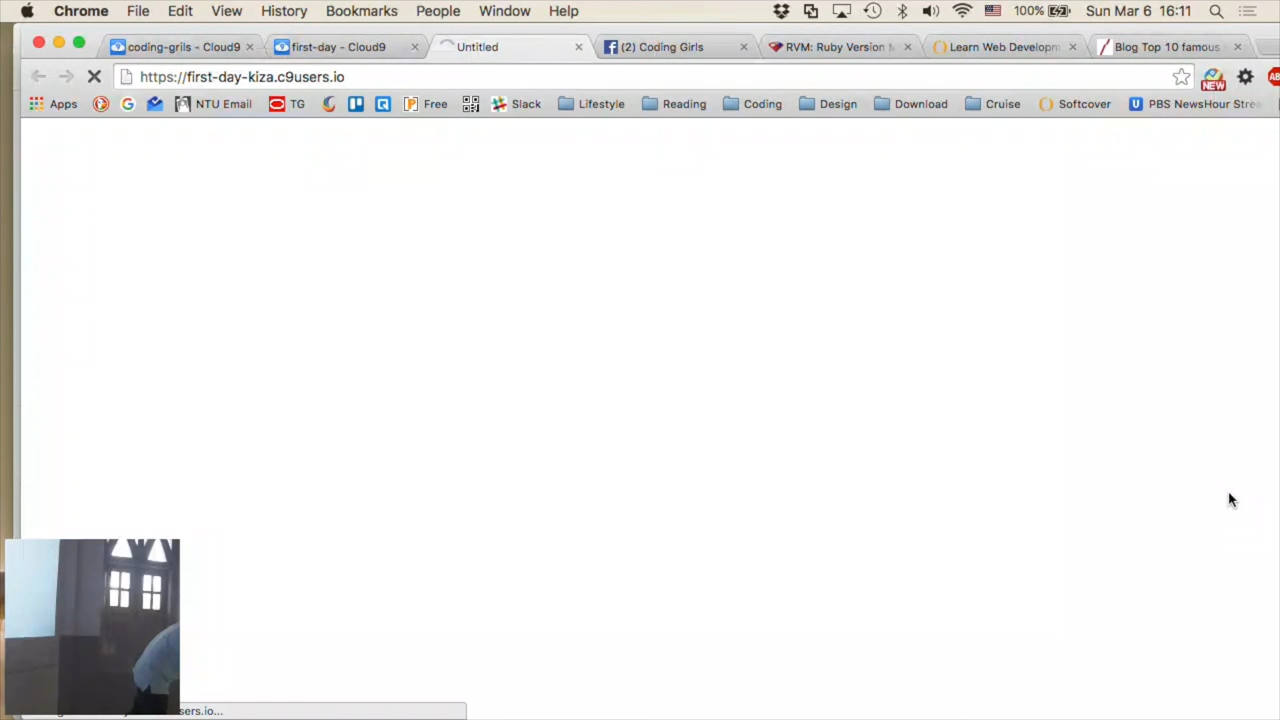 Chrome File Edit View History Bookmarks People Window Help 100% Sun Mar 6 16:11
coding-grils - Cloud9 first-day - Cloud9 Untitled (2) Coding Girls RVM: Ruby Version Learn Web Developm Blog Top 10 famous
https://first-day-kiza.c9users.io NEW AB
Apps NTU Email TG Free Slack Lifestyle Reading Coding Design Download Cruise Softcover PBS NewsHour Stre
sers.io...